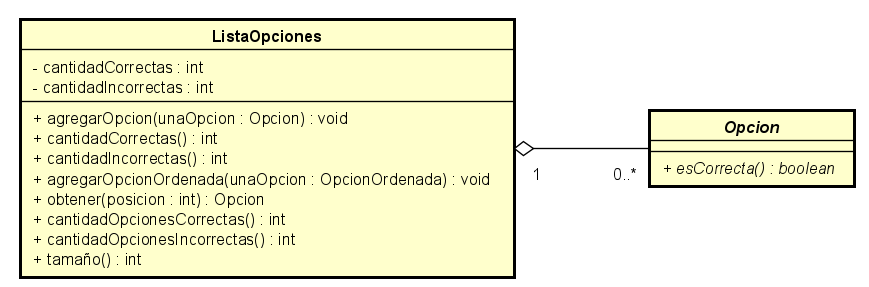 ListaOpciones
- cantidadCorrectas : int
- cantidadIncorrectas : int
+ agregarOpcion(unaOpcion : Opcion) : void
+ cantidadCorrectas() : int
+ cantidadIncorrectas() : int
+ agregarOpcionOrdenada(unaOpcion : OpcionOrdenada) : void
+ obtener(posicion : int) : Opcion
+ cantidadOpcionesCorrectas() : int
+ cantidadOpcionesIncorrectas() : int
+ tamaño() : int
1
0..*
Opcion
+ esCorrecta() : boolean